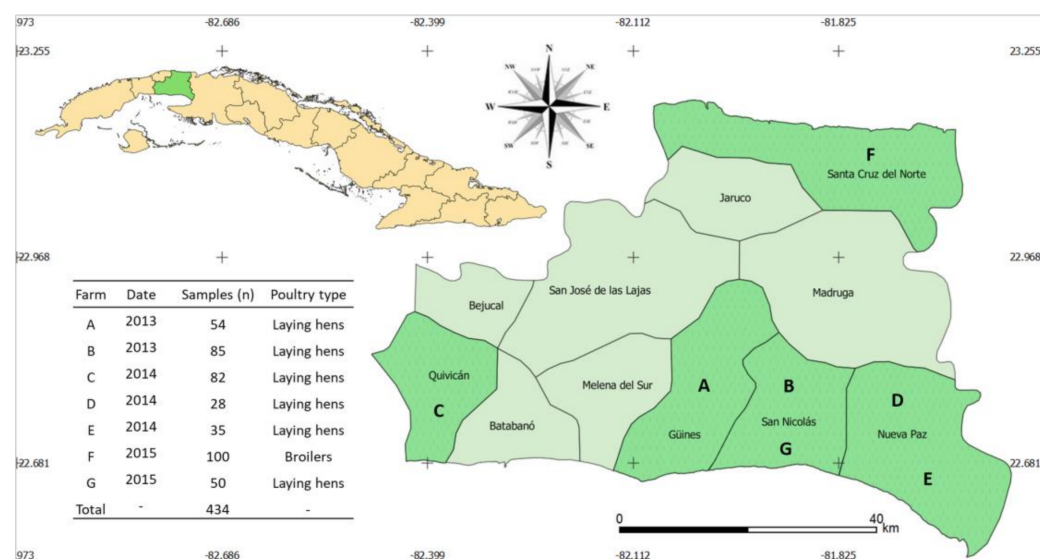 973 -82.686 -82.399 -82.112 -81.825
23.255 23.255
N
NW NE
W E
SW SE
S
F
Santa Cruz del Norte
Jaruco
22.968 22.968
San José de las Lajas
Madruga
Bejucal
Farm Date Samples (n) Poultry type
A 2013 54 Laying hens
B 2013 85 Laying hens
C 2014 82 Laying hens
D 2014 28 Laying hens
E 2014 35 Laying hens
F 2015 100 Broilers
G 2015 50 Laying hens
Total - 434 -
Quivicán
C
Melena del Sur
Batabanó
A
Güines
B
San Nicolás
G
D
Nueva Paz
E
22.681 22.681
0 40
km
973 -82.686 -82.399 -82.112 -81.825